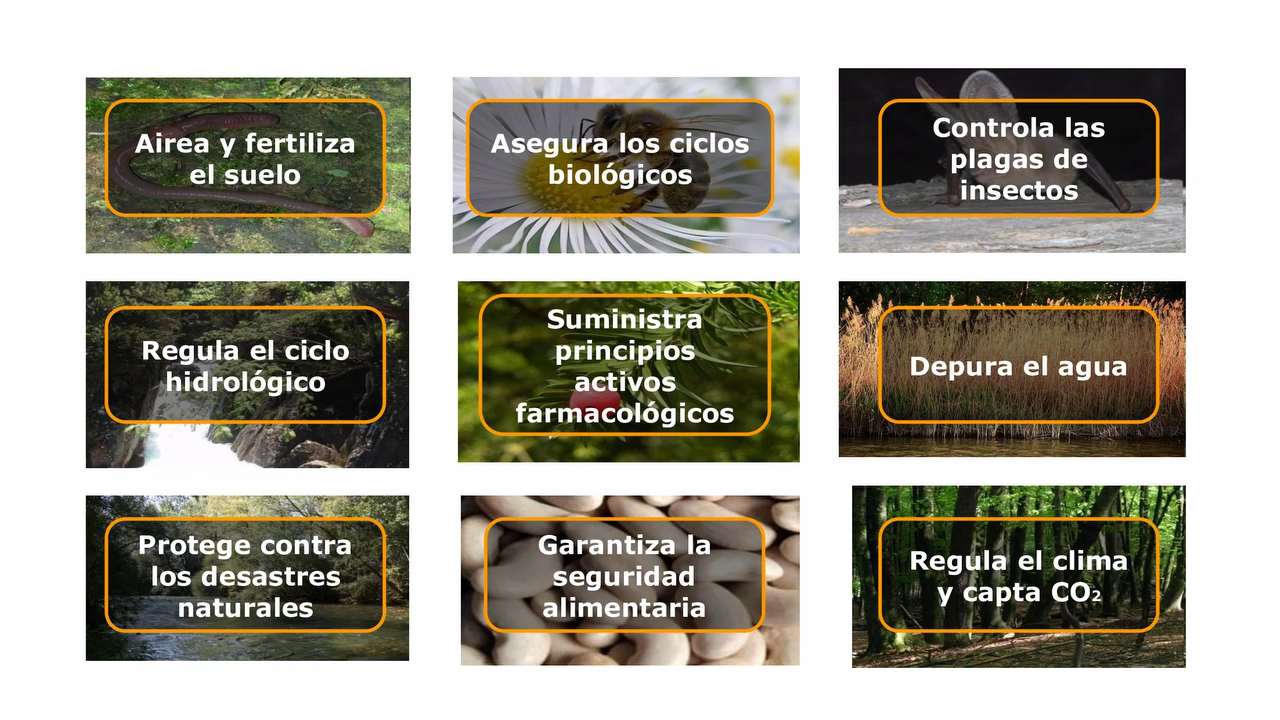 Airea y fertiliza
el suelo
Asegura los ciclos
biológicos
Controla las
plagas de
insectos
Regula el ciclo
hidrológico
Suministra
principios
activos
farmacológicos
Depura el agua
Protege contra
los desastres
naturales
Garantiza la
seguridad
alimentaria
Regula el clima
y capta CO₂